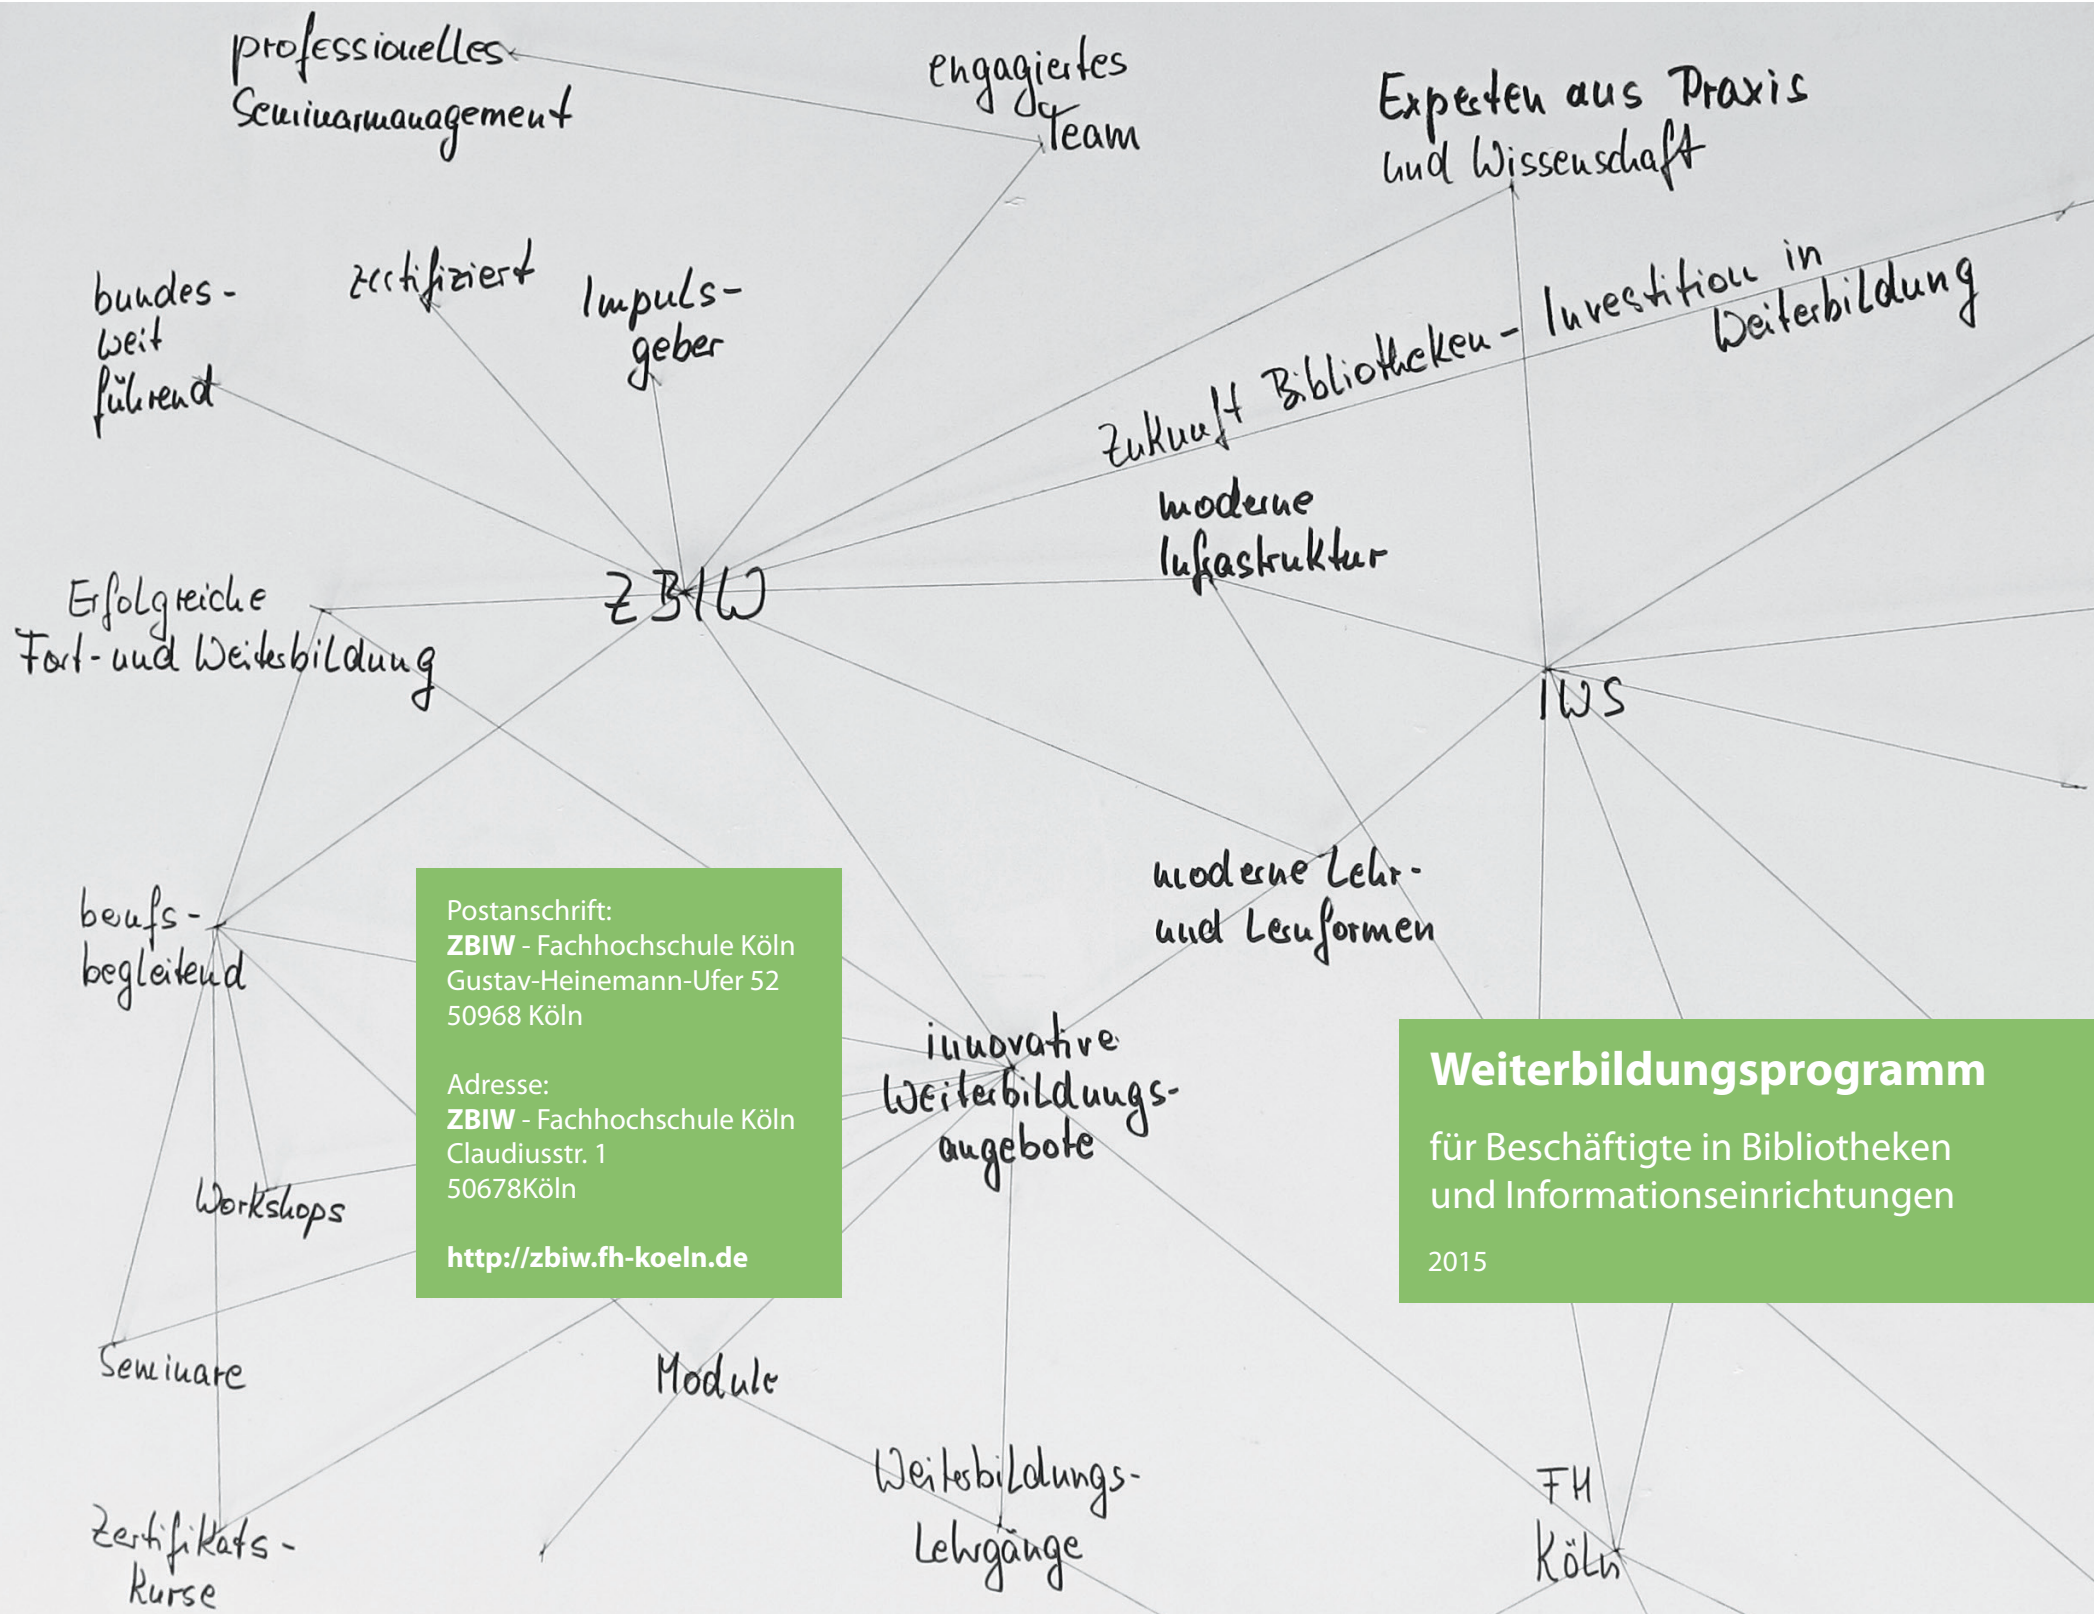 professionelles
Seminarmanagement
engagiertes
Team
Experten aus Praxis
und Wissenschaft
bundes-
weit
führend
zertifiziert
Impuls-
geber
Zukunft Bibliotheken - Investition in
Weiterbildung
moderne
Infrastruktur
Erfolgreiche
Fort- und Weiterbildung
ZBIW
IWS
moderne Lehr-
und Lernformen
berufs-
begleitend
Postanschrift:
ZBIW - Fachhochschule Köln
Gustav-Heinemann-Ufer 52
50968 Köln
Adresse:
ZBIW - Fachhochschule Köln
Claudiusstr. 1
50678Köln
http://zbiw.fh-koeln.de
innovative
Weiterbildungs-
angebote
Weiterbildungsprogramm
für Beschäftigte in Bibliotheken
und Informationseinrichtungen
2015
Workshops
Seminare
Module
Weiterbildungs-
Lehrgänge
FH
Köln
Zertifikats-
kurse